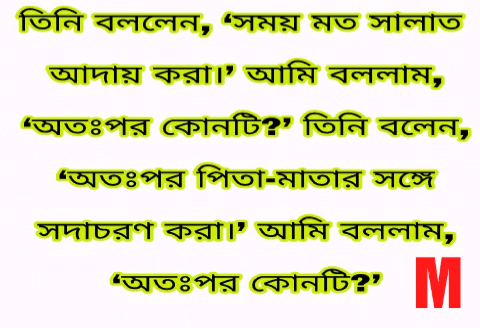 তিনি বললেন, ‘সময় মত সালাত
আদায় করা।’ আমি বললাম,
‘অতঃপর কোনটি?’ তিনি বলেন,
‘অতঃপর পিতা-মাতার সঙ্গে
সদাচরণ করা।’ আমি বললাম,
‘অতঃপর কোনটি?’
M